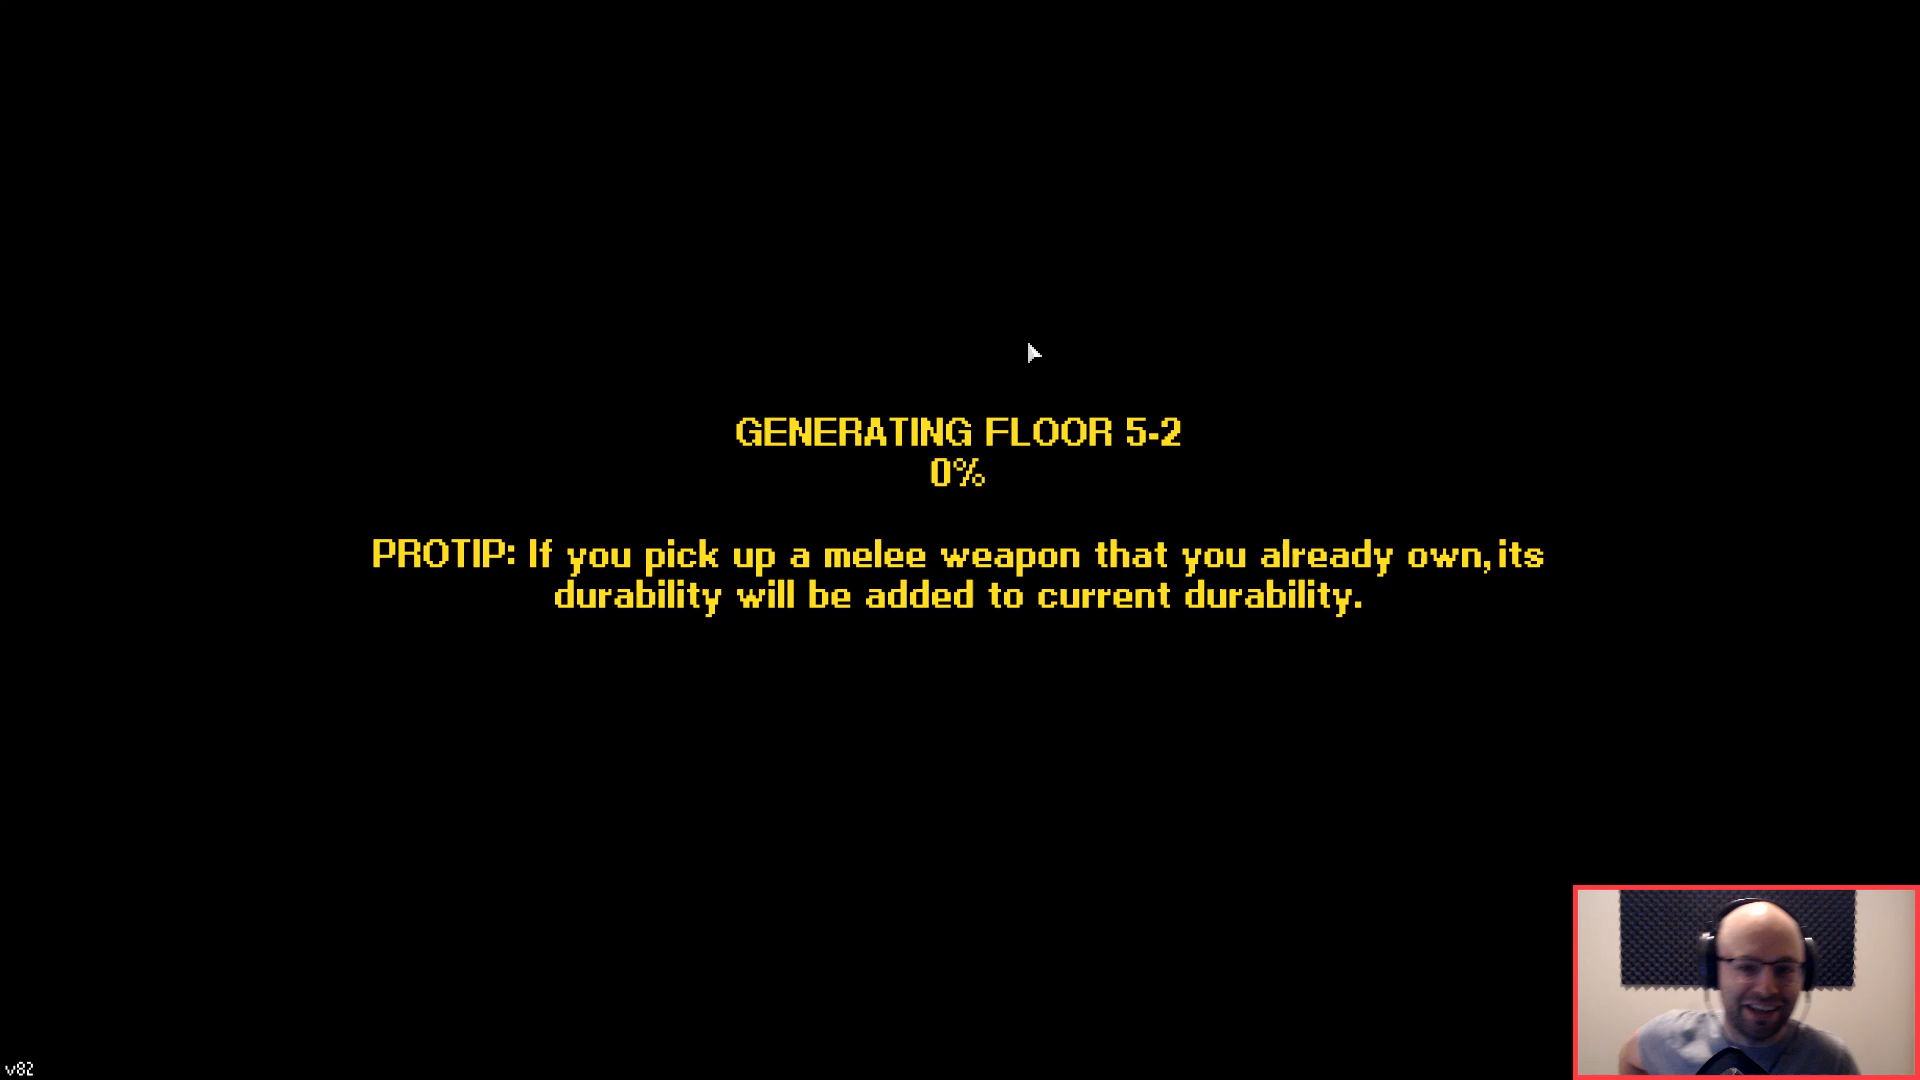 GENERATING FLOOR 5-2
0%
PROTIP: If you pick up a melee weapon that you already own, its
durability will be added to current durability.
v82